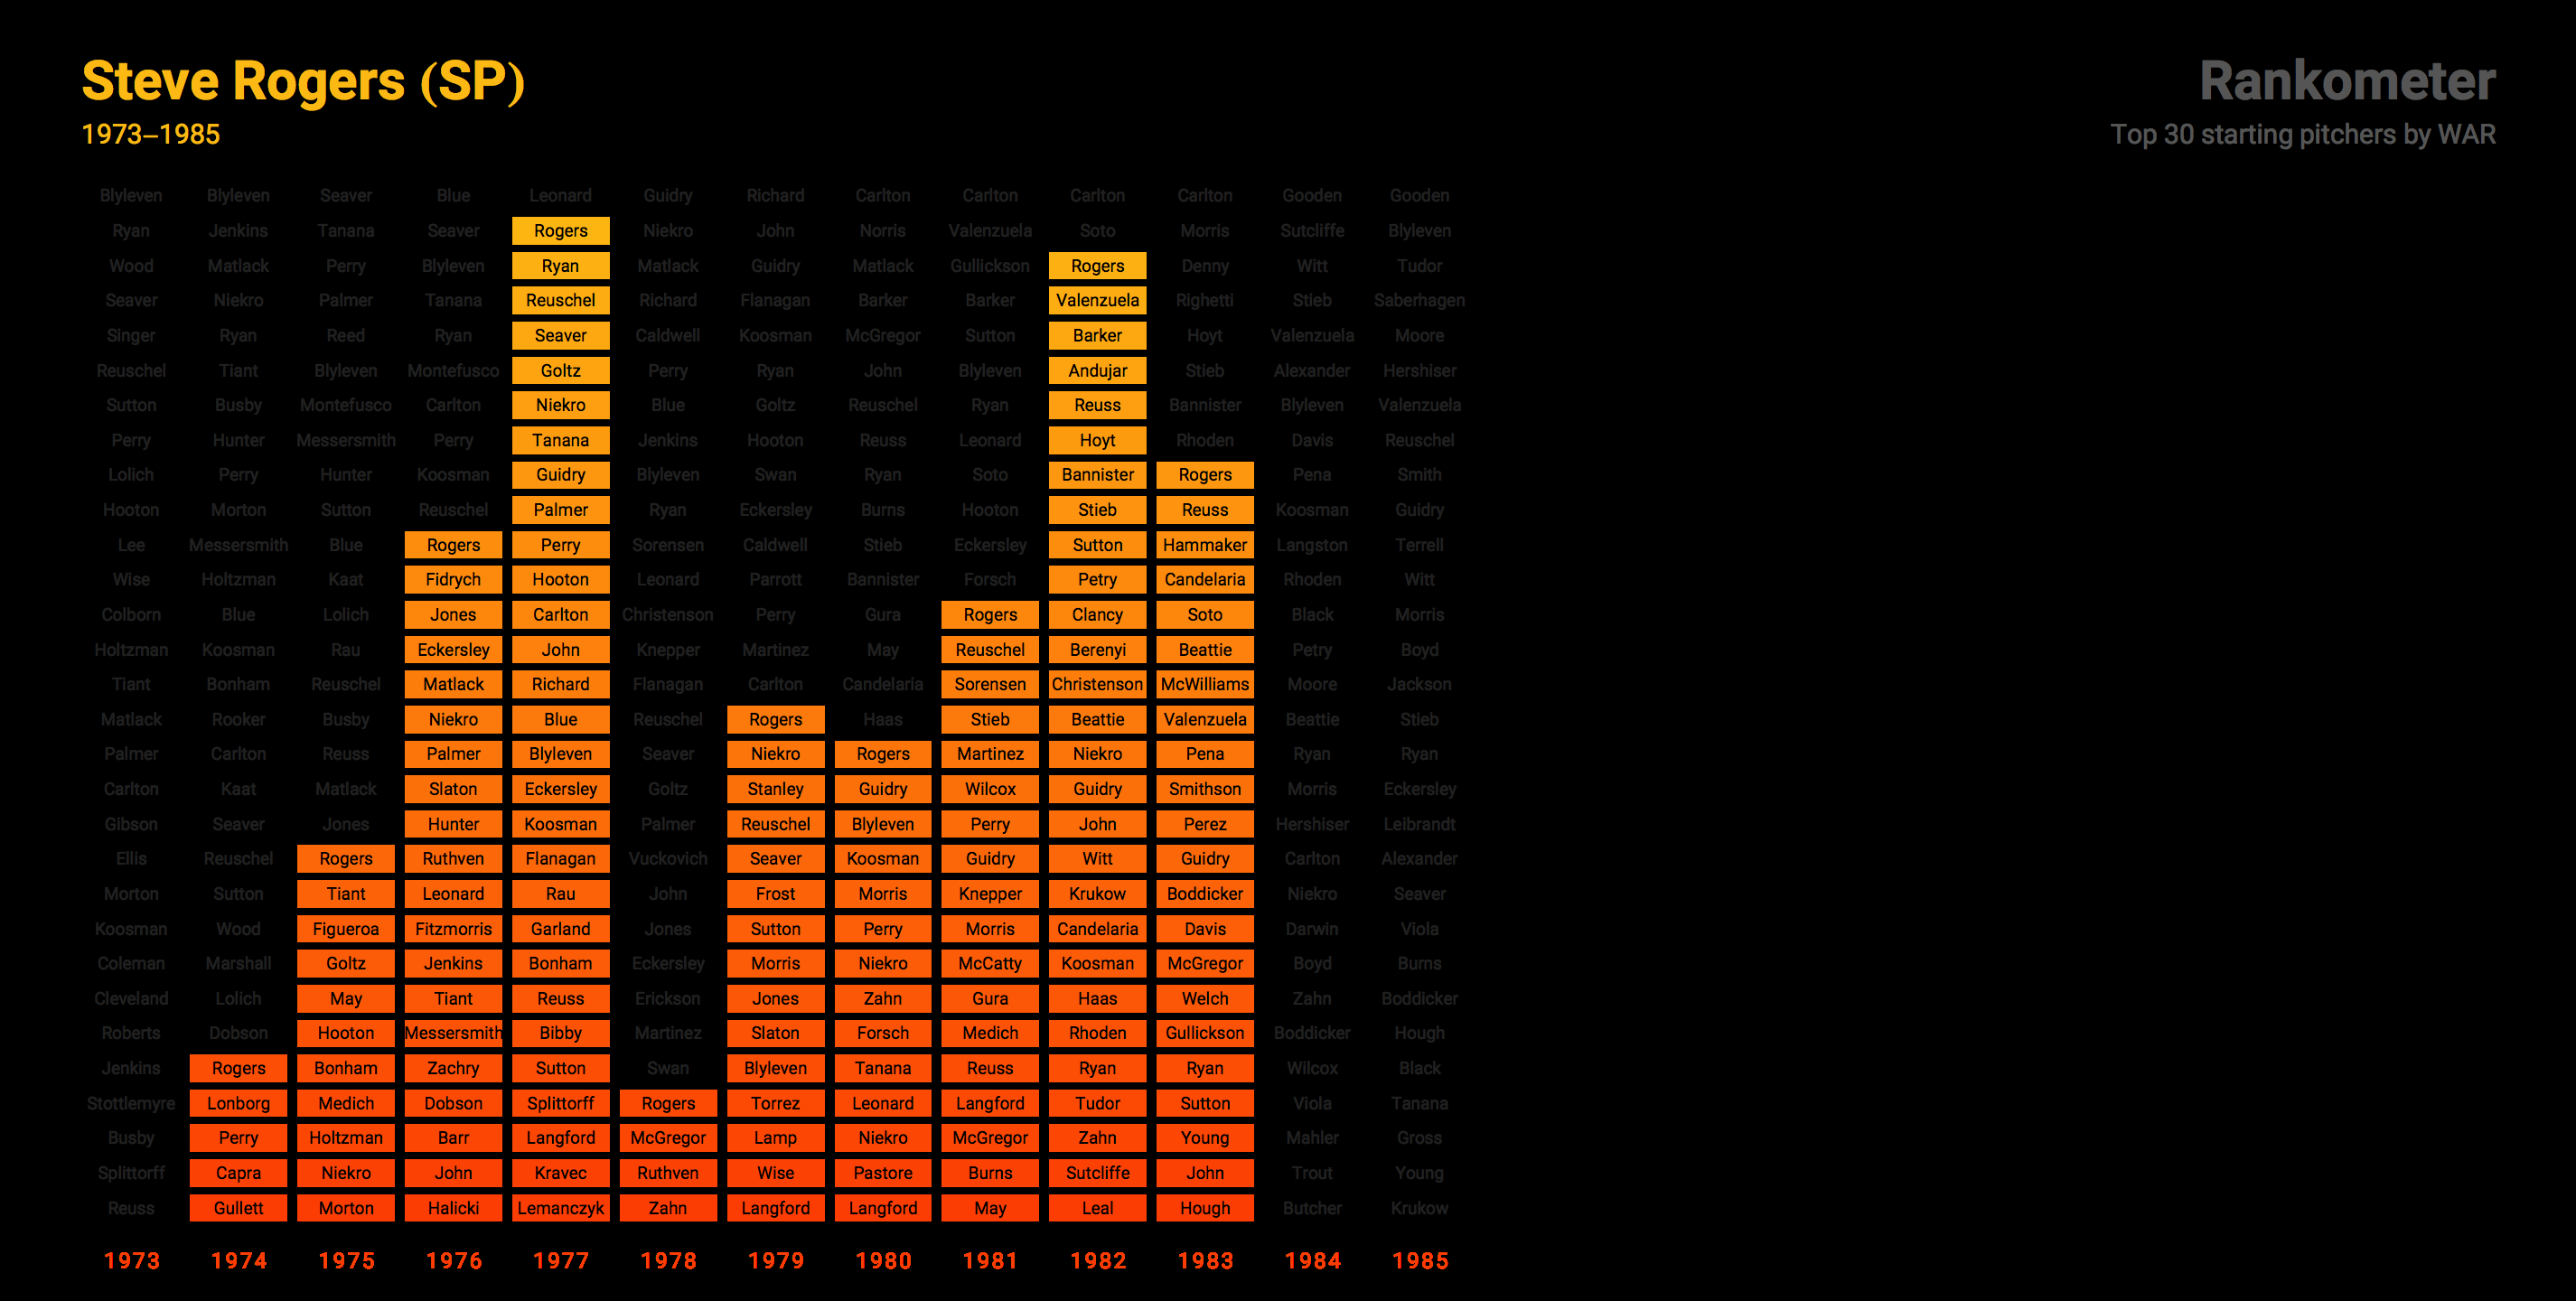 Steve Rogers (SP)
1973–1985
Rankometer
Top 30 starting pitchers by WAR
Blyleven Blyleven Seaver Blue Leonard Guidry Richard Carlton Carlton Carlton Carlton Gooden Gooden
Ryan Jenkins Tanana Seaver Rogers Niekro John Norris Valenzuela Soto Morris Sutcliffe Blyleven
Wood Matlack Perry Blyleven Ryan Matlack Guidry Matlack Gullickson Rogers Denny Witt Tudor
Seaver Niekro Palmer Tanana Reuschel Richard Flanagan Barker Barker Valenzuela Righetti Stieb Saberhagen
Singer Ryan Reed Ryan Seaver Caldwell Koosman McGregor Sutton Barker Hoyt Valenzuela Moore
Reuschel Tiant Blyleven Montefusco Goltz Perry Ryan John Blyleven Andujar Stieb Alexander Hershiser
Sutton Busby Montefusco Carlton Niekro Blue Goltz Reuschel Ryan Reuss Bannister Blyleven Valenzuela
Perry Hunter Messersmith Perry Tanana Jenkins Hooton Reuss Leonard Hoyt Rhoden Davis Reuschel
Lolich Perry Hunter Koosman Guidry Blyleven Swan Ryan Soto Bannister Rogers Pena Smith
Hooton Morton Sutton Reuschel Palmer Ryan Eckersley Burns Hooton Stieb Reuss Koosman Guidry
Lee Messersmith Blue Rogers Perry Sorensen Caldwell Stieb Eckersley Sutton Hammaker Langston Terrell
Wise Holtzman Kaat Fidrych Hooton Leonard Parrott Bannister Forsch Petry Candelaria Rhoden Witt
Colborn Blue Lolich Jones Carlton Christenson Perry Gura Rogers Clancy Soto Black Morris
Holtzman Koosman Rau Eckersley John Knepper Martinez May Reuschel Berenyi Beattie Petry Boyd
Tiant Bonham Reuschel Matlack Richard Flanagan Carlton Candelaria Sorensen Christenson McWilliams Moore Jackson
Matlack Rooker Busby Niekro Blue Reuschel Rogers Haas Stieb Beattie Valenzuela Beattie Stieb
Palmer Carlton Reuss Palmer Blyleven Seaver Niekro Rogers Martinez Niekro Pena Ryan Ryan
Carlton Kaat Matlack Slaton Eckersley Goltz Stanley Guidry Wilcox Guidry Smithson Morris Eckersley
Gibson Seaver Jones Hunter Koosman Palmer Reuschel Blyleven Perry John Perez Hershiser Leibrandt
Ellis Reuschel Rogers Ruthven Flanagan Vuckovich Seaver Koosman Guidry Witt Guidry Carlton Alexander
Morton Sutton Tiant Leonard Rau John Frost Morris Knepper Krukow Boddicker Niekro Seaver
Koosman Wood Figueroa Fitzmorris Garland Jones Sutton Perry Morris Candelaria Davis Darwin Viola
Coleman Marshall Goltz Jenkins Bonham Eckersley Morris Niekro McCatty Koosman McGregor Boyd Burns
Cleveland Lolich May Tiant Reuss Erickson Jones Zahn Gura Haas Welch Zahn Boddicker
Roberts Dobson Hooton Messersmith Bibby Martinez Slaton Forsch Medich Rhoden Gullickson Boddicker Hough
Jenkins Rogers Bonham Zachry Sutton Swan Blyleven Tanana Reuss Ryan Ryan Wilcox Black
Stottlemyre Lonborg Medich Dobson Splittorff Rogers Torrez Leonard Langford Tudor Sutton Viola Tanana
Busby Perry Holtzman Barr Langford McGregor Lamp Niekro McGregor Zahn Young Mahler Gross
Splittorff Capra Niekro John Kravec Ruthven Wise Pastore Burns Sutcliffe John Trout Young
Reuss Gullett Morton Halicki Lemanczyk Zahn Langford Langford May Leal Hough Butcher Krukow
1973 1974 1975 1976 1977 1978 1979 1980 1981 1982 1983 1984 1985